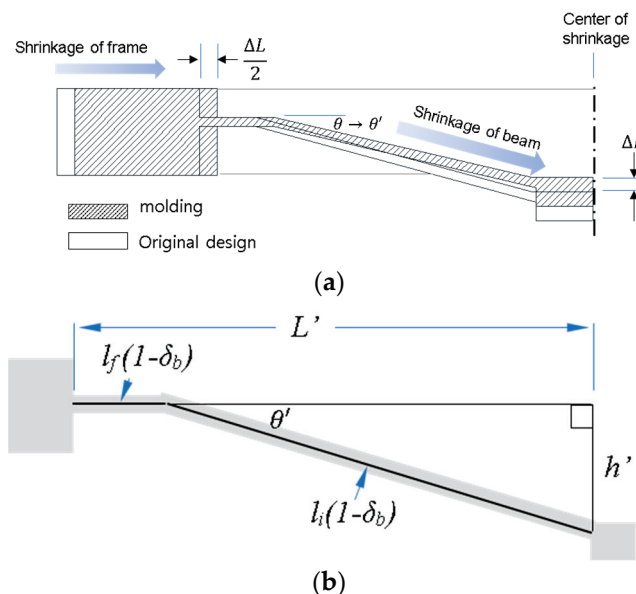 Center of
shrinkage
Shrinkage of frame
ΔL
2
θ → θ′
Shrinkage of beam
molding
Original design
(a)
L’
l_f(1-δ_b)
θ′
h’
l_i(1-δ_b)
(b)